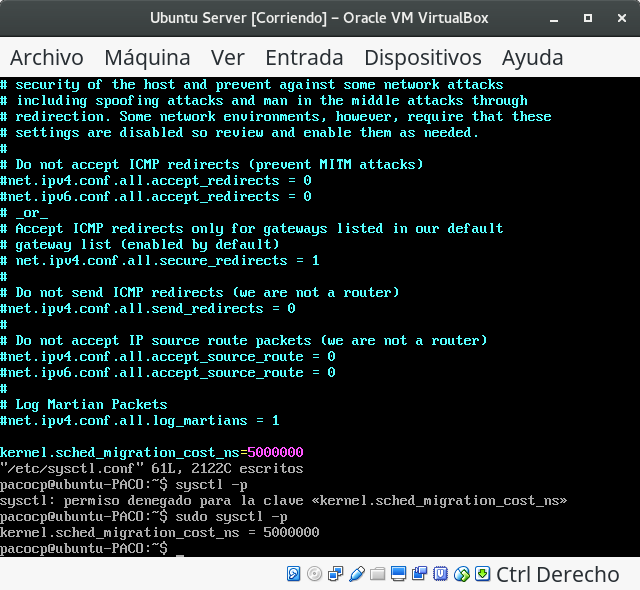 Ubuntu Server [Corriendo] – Oracle VM VirtualBox
Archivo Máquina Ver Entrada Dispositivos Ayuda
# security of the host and prevent against some network attacks
# including spoofing attacks and man in the middle attacks through
# redirection. Some network environments, however, require that these
# settings are disabled so review and enable them as needed.
#
# Do not accept ICMP redirects (prevent MITM attacks)
#net.ipv4.conf.all.accept_redirects = 0
#net.ipv6.conf.all.accept_redirects = 0
# _or_
# Accept ICMP redirects only for gateways listed in our default
# gateway list (enabled by default)
# net.ipv4.conf.all.secure_redirects = 1
#
# Do not send ICMP redirects (we are not a router)
#net.ipv4.conf.all.send_redirects = 0
#
# Do not accept IP source route packets (we are not a router)
#net.ipv4.conf.all.accept_source_route = 0
#net.ipv6.conf.all.accept_source_route = 0
#
# Log Martian Packets
#net.ipv4.conf.all.log_martians = 1
kernel.sched_migration_cost_ns=5000000
"/etc/sysctl.conf" 61L, 2122C escritos
pacocp@ubuntu-PACO:~$ sysctl -p
sysctl: permiso denegado para la clave «kernel.sched_migration_cost_ns»
pacocp@ubuntu-PACO:~$ sudo sysctl -p
kernel.sched_migration_cost_ns = 5000000
pacocp@ubuntu-PACO:~$ _
Ctrl Derecho